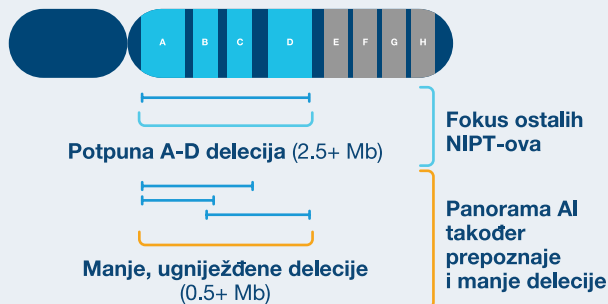 A B C D E F G H
Potpuna A-D delecija (2.5+ Mb)
Fokus ostalih
NIPT-ova
Manje, ugniježđene delecije
(0.5+ Mb)
Panorama AI
također
prepoznaje
i manje delecije